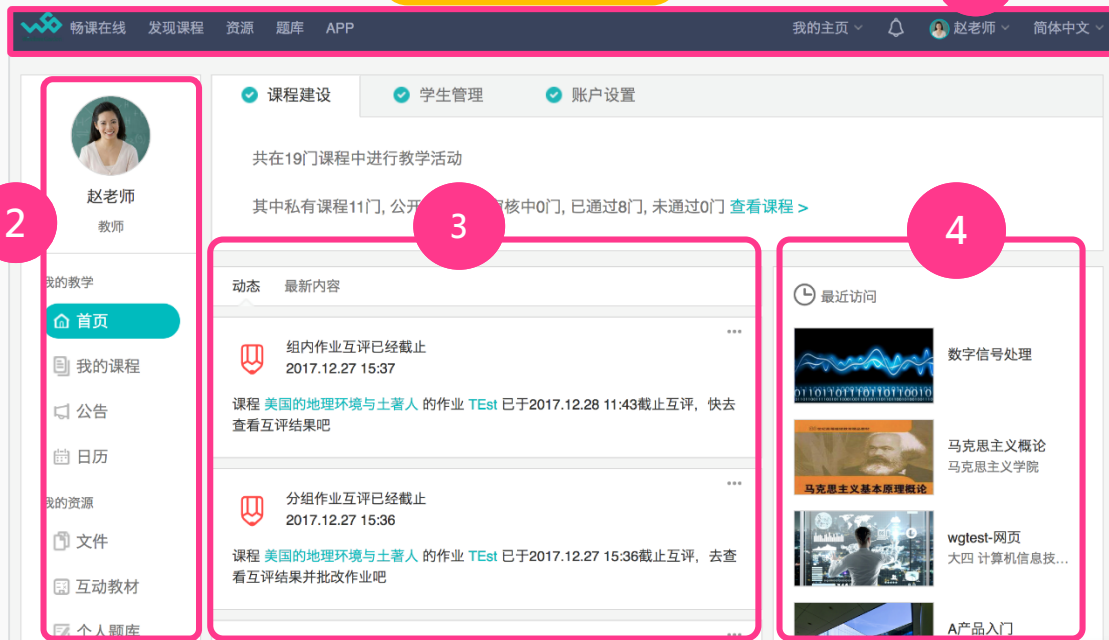 畅课在线 发现课程 资源 题库 APP 我的主页 赵老师 简体中文
课程建设 学生管理 账户设置
共在19门课程中进行教学活动
其中私有课程11门, 公开 核中0门, 已通过8门, 未通过0门 查看课程 >
赵老师
教师
2
3
4
我的教学
首页
我的课程
公告
日历
我的资源
文件
互动教材
个人题库
动态 最新内容
组内作业互评已经截止
2017.12.27 15:37
课程 美国的地理环境与土著人 的作业 TEst 已于2017.12.28 11:43截止互评，快去
查看互评结果吧
分组作业互评已经截止
2017.12.27 15:36
课程 美国的地理环境与土著人 的作业 TEst 已于2017.12.27 15:36截止互评，去查
看互评结果并批改作业吧
最近访问
数字信号处理
马克思主义概论
马克思主义学院
马克思主义基本原理概论
wgtest-网页
大四 计算机信息技...
A产品入门